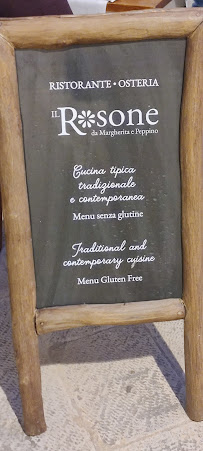 RISTORANTE • OSTERIA
IL Rosone
da Margherita e Peppino
Cucina tipica
tradizionale
e contemporanea
Menu senza glutine
Traditional and
contemporary cuisine
Menu Gluten Free